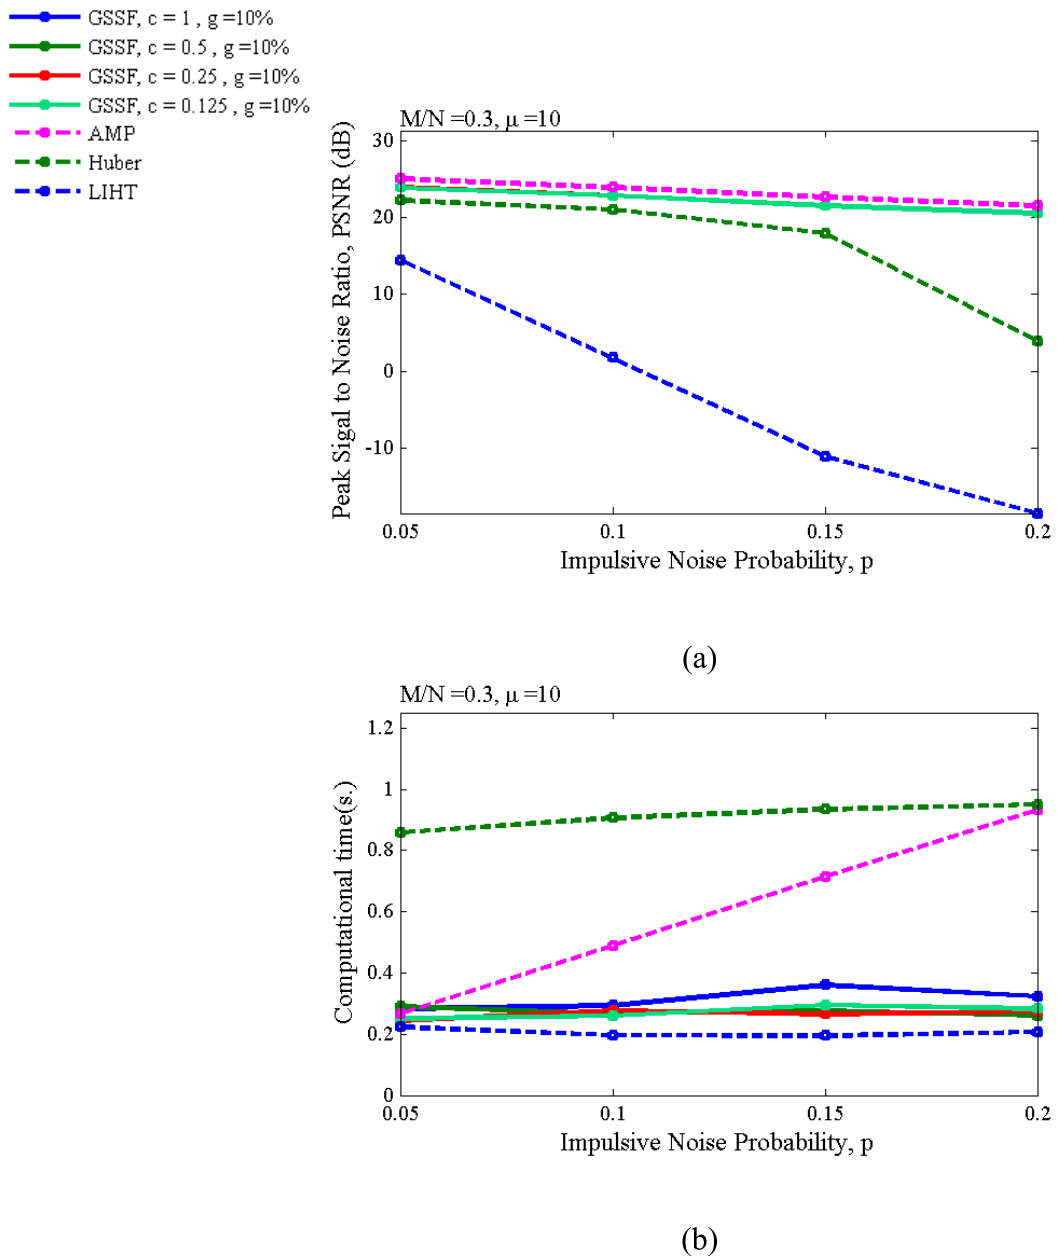 GSSF, c = 1 , g =10%
GSSF, c = 0.5 , g =10%
GSSF, c = 0.25 , g =10%
GSSF, c = 0.125 , g =10%
AMP
Huber
LIHT
M/N =0.3, μ =10
Peak Sigal to Noise Ratio, PSNR (dB)
30
20
10
0
-10
0.05
0.1
0.15
0.2
Impulsive Noise Probability, p
(a)
M/N =0.3, μ =10
Computational time(s.)
1.2
1
0.8
0.6
0.4
0.2
0
0.05
0.1
0.15
0.2
Impulsive Noise Probability, p
(b)